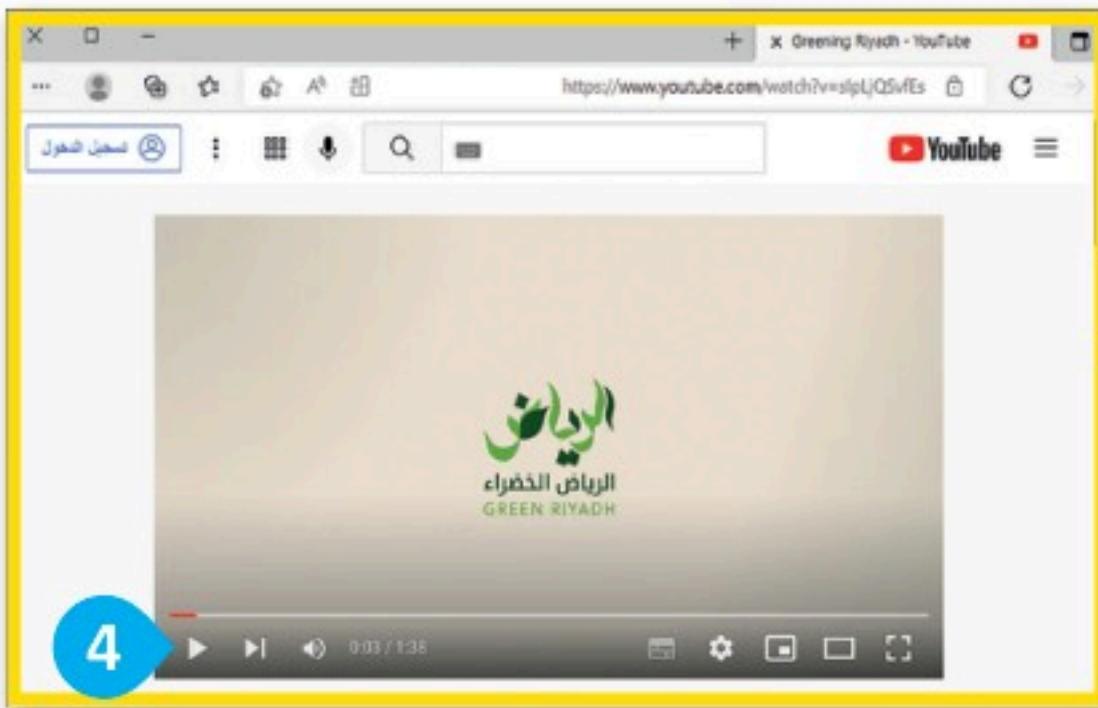 Greening Riyadh - YouTube
https://www.youtube.com/watch?v=slpLjQSvfEs
YouTube
تسجيل الدخول
الرياض
الرياض الخضراء
GREEN RIYADH
4
0:03 / 1:38